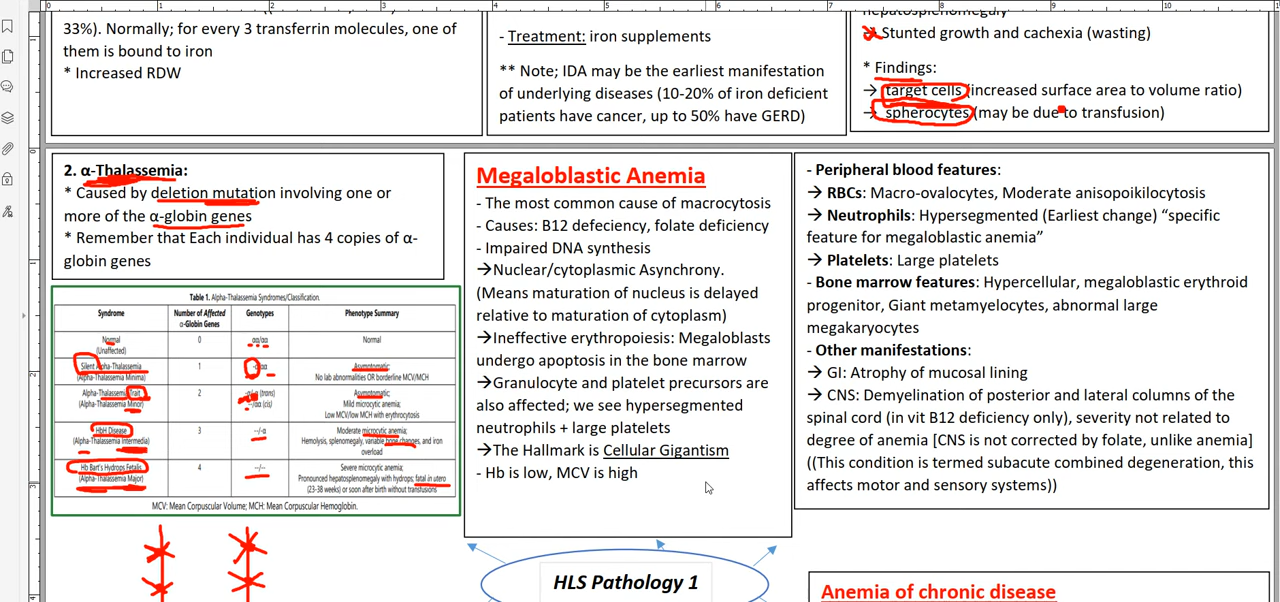 33%). Normally; for every 3 transferrin molecules, one of
them is bound to iron
* Increased RDW
- Treatment: iron supplements
** Note; IDA may be the earliest manifestation
of underlying diseases (10-20% of iron deficient
patients have cancer, up to 50% have GERD)
hepatosplenomegaly
Stunted growth and cachexia (wasting)
* Findings:
→ target cells (increased surface area to volume ratio)
→ spherocytes (may be due to transfusion)
2. α-Thalassemia:
* Caused by deletion mutation involving one or
more of the α-globin genes
* Remember that Each individual has 4 copies of α-
globin genes
Table 1. Alpha-Thalassemia Syndromes/Classification.
Syndrome
Number of Affected
α-Globin Genes
Genotypes
Phenotype Summary
Normal
(Unaffected)
0
αα/αα
Normal
Silent Alpha-Thalassemia
(Alpha-Thalassemia Minima)
1
-α/αα
Asymptomatic;
No lab abnormalities OR borderline MCV/MCH
Alpha-Thalassemia Trait
(Alpha-Thalassemia Minor)
2
(trans)
--/αα (cis)
Asymptomatic;
Mild microcytic anemia;
Low MCV/low MCH with erythrocytosis
HbH Disease
(Alpha-Thalassemia Intermedia)
3
--/-α
Moderate microcytic anemia;
Hemolysis, splenomegaly, variable bone changes, and iron
overload
Hb Bart's Hydrops Fetalis
(Alpha-Thalassemia Major)
4
--/--
Severe microcytic anemia;
Pronounced hepatosplenomegaly with hydrops; fatal in utero
(23-38 weeks) or soon after birth without transfusions
MCV: Mean Corpuscular Volume; MCH: Mean Corpuscular Hemoglobin.
Megaloblastic Anemia
- The most common cause of macrocytosis
- Causes: B12 defeciency, folate deficiency
- Impaired DNA synthesis
→Nuclear/cytoplasmic Asynchrony.
(Means maturation of nucleus is delayed
relative to maturation of cytoplasm)
→Ineffective erythropoiesis: Megaloblasts
undergo apoptosis in the bone marrow
→Granulocyte and platelet precursors are
also affected; we see hypersegmented
neutrophils + large platelets
→The Hallmark is Cellular Gigantism
- Hb is low, MCV is high
- Peripheral blood features:
→ RBCs: Macro-ovalocytes, Moderate anisopoikilocytosis
→ Neutrophils: Hypersegmented (Earliest change) “specific
feature for megaloblastic anemia”
→ Platelets: Large platelets
- Bone marrow features: Hypercellular, megaloblastic erythroid
progenitor, Giant metamyelocytes, abnormal large
megakaryocytes
- Other manifestations:
→ GI: Atrophy of mucosal lining
→ CNS: Demyelination of posterior and lateral columns of the
spinal cord (in vit B12 deficiency only), severity not related to
degree of anemia [CNS is not corrected by folate, unlike anemia]
((This condition is termed subacute combined degeneration, this
affects motor and sensory systems))
HLS Pathology 1
Anemia of chronic disease